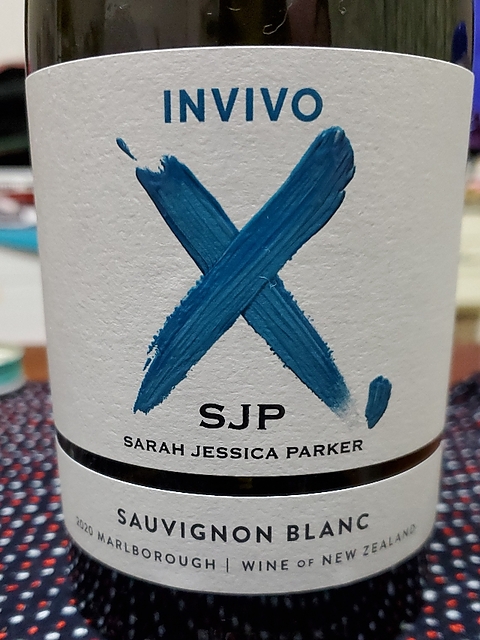 INVIVO
X
SJP
SARAH JESSICA PARKER
SAUVIGNON BLANC
2020 MARLBOROUGH | WINE OF NEW ZEALAND